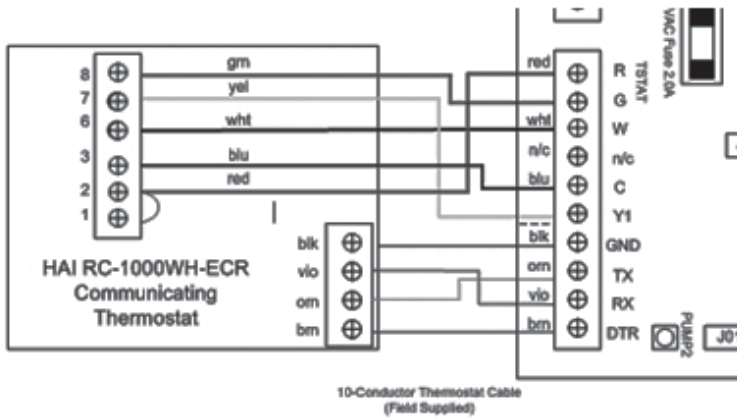 VAC Fuse 2.0A
TSTAT
8 grn
7 yel
6 wht
3 blu
2 red
1
red R
G
wht W
n/c n/c
blu C
Y1
blk blk GND
vio orn TX
orn vio RX
brn brn DTR
HAI RC-1000WH-ECR
Communicating
Thermostat
PUMP2
J01
10-Conductor Thermostat Cable
(Field Supplied)